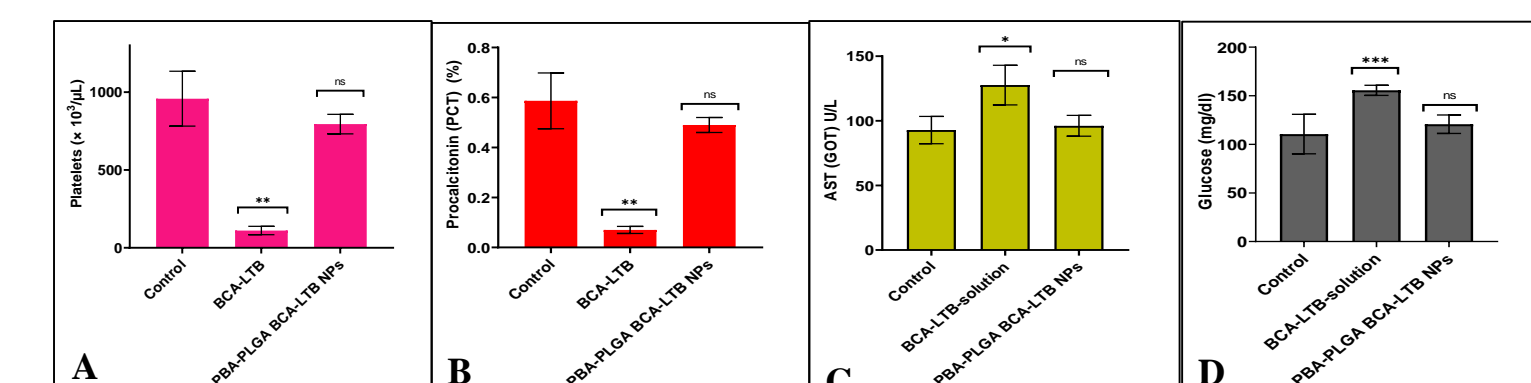 Platelets (× 10³/µL)
1000
500
0
**
ns
Control
BCA-LTB
PBA-PLGA BCA-LTB NPs
A
Procalcitonin (PCT) (%)
0.8
0.6
0.4
0.2
0.0
**
ns
Control
BCA-LTB
PBA-PLGA BCA-LTB NPs
B
AST (GOT) U/L
150
100
50
0
*
ns
Control
BCA-LTB-solution
PBA-PLGA BCA-LTB NPs
C
Glucose (mg/dl)
200
150
100
50
0
***
ns
Control
BCA-LTB-solution
PBA-PLGA BCA-LTB NPs
D